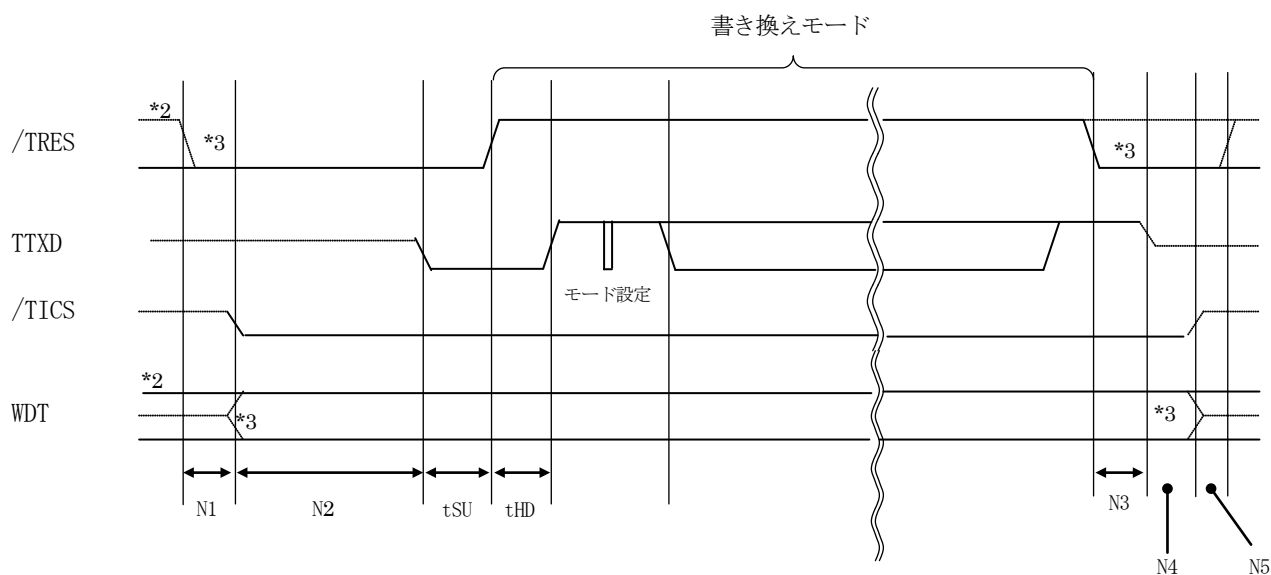 書き換えモード
*2
/TRES
*3
*3
TTXD
モード設定
/TICS
*2
WDT
*3
*3
N1
N2
tSU
tHD
N3
N4
N5